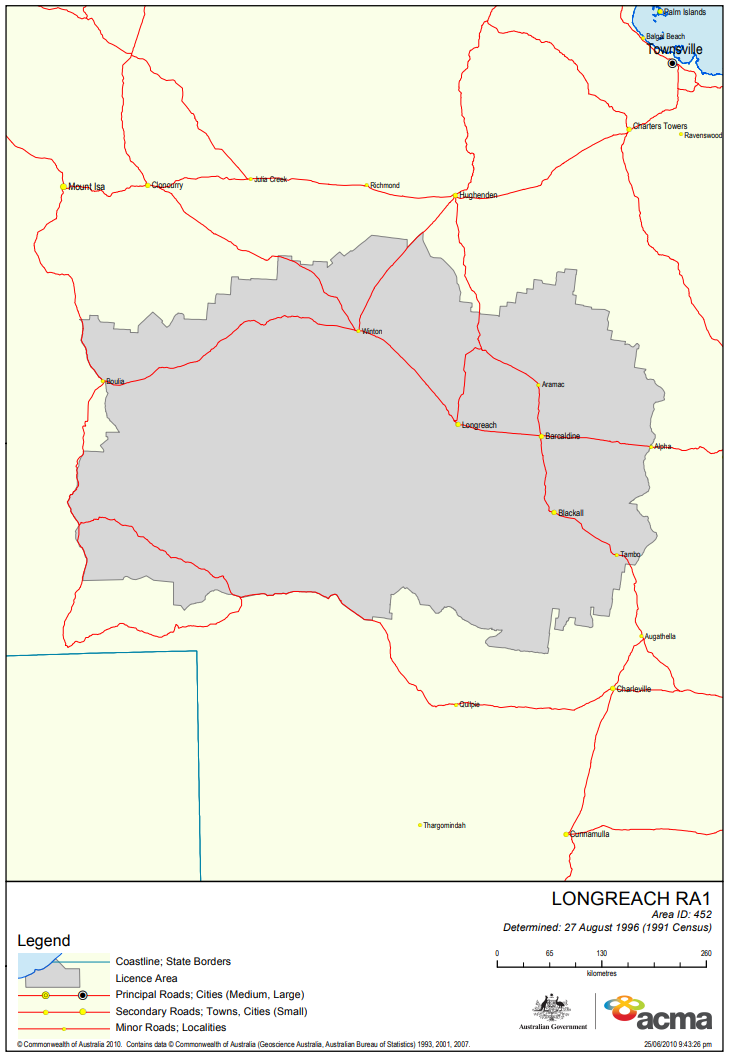 Palm Islands
Balgal Beach
Townsville
Charters Towers
Ravenswood
Mount Isa
Cloncurry
Julia Creek
Richmond
Hughenden
Winton
Boulia
Aramac
Longreach
Barcaldine
Alpha
Blackall
Tambo
Augathella
Charleville
Quilpie
Thargomindah
Cunnamulla
LONGREACH RA1
Area ID: 452
Determined: 27 August 1996 (1991 Census)
Legend
Coastline; State Borders
Licence Area
Principal Roads; Cities (Medium, Large)
Secondary Roads; Towns, Cities (Small)
Minor Roads; Localities
0 65 130 260
kilometres
Australian Government
acma
© Commonwealth of Australia 2010. Contains data © Commonwealth of Australia (Geoscience Australia, Australian Bureau of Statistics) 1993, 2001, 2007.
25/06/2010 9:43:26 pm